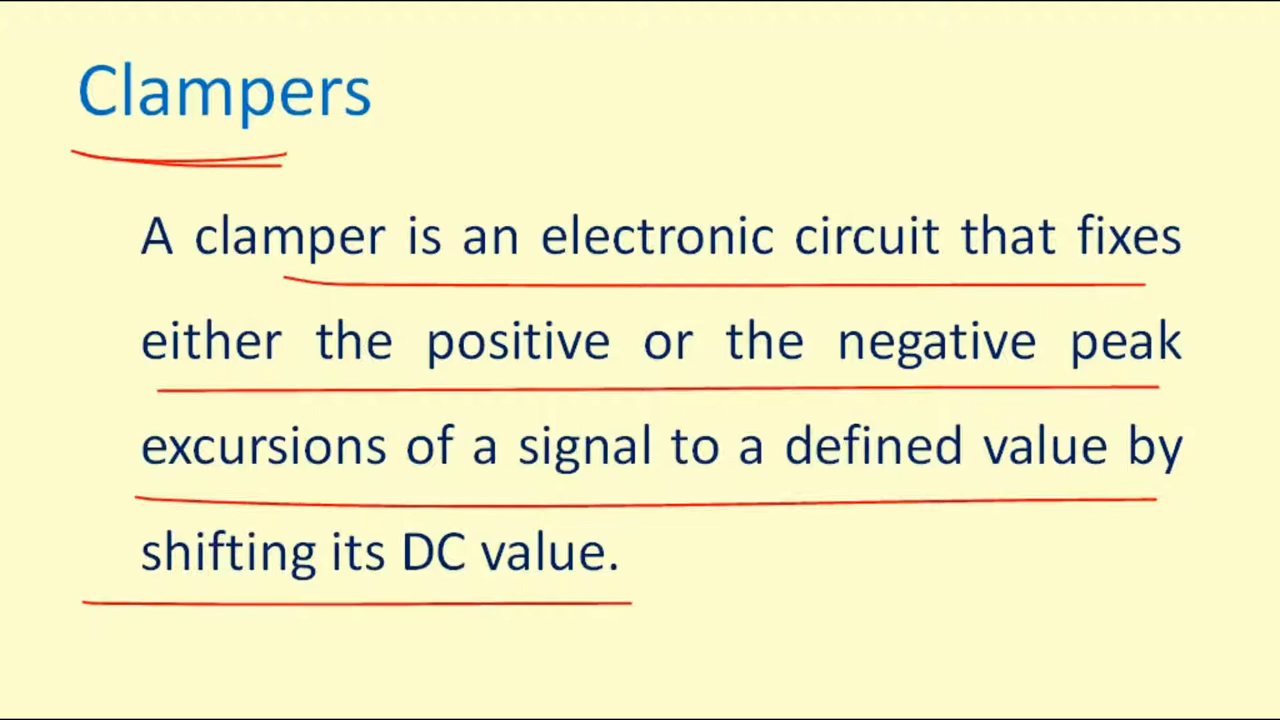 Clampers
A clamper is an electronic circuit that fixes
either the positive or the negative peak
excursions of a signal to a defined value by
shifting its DC value.